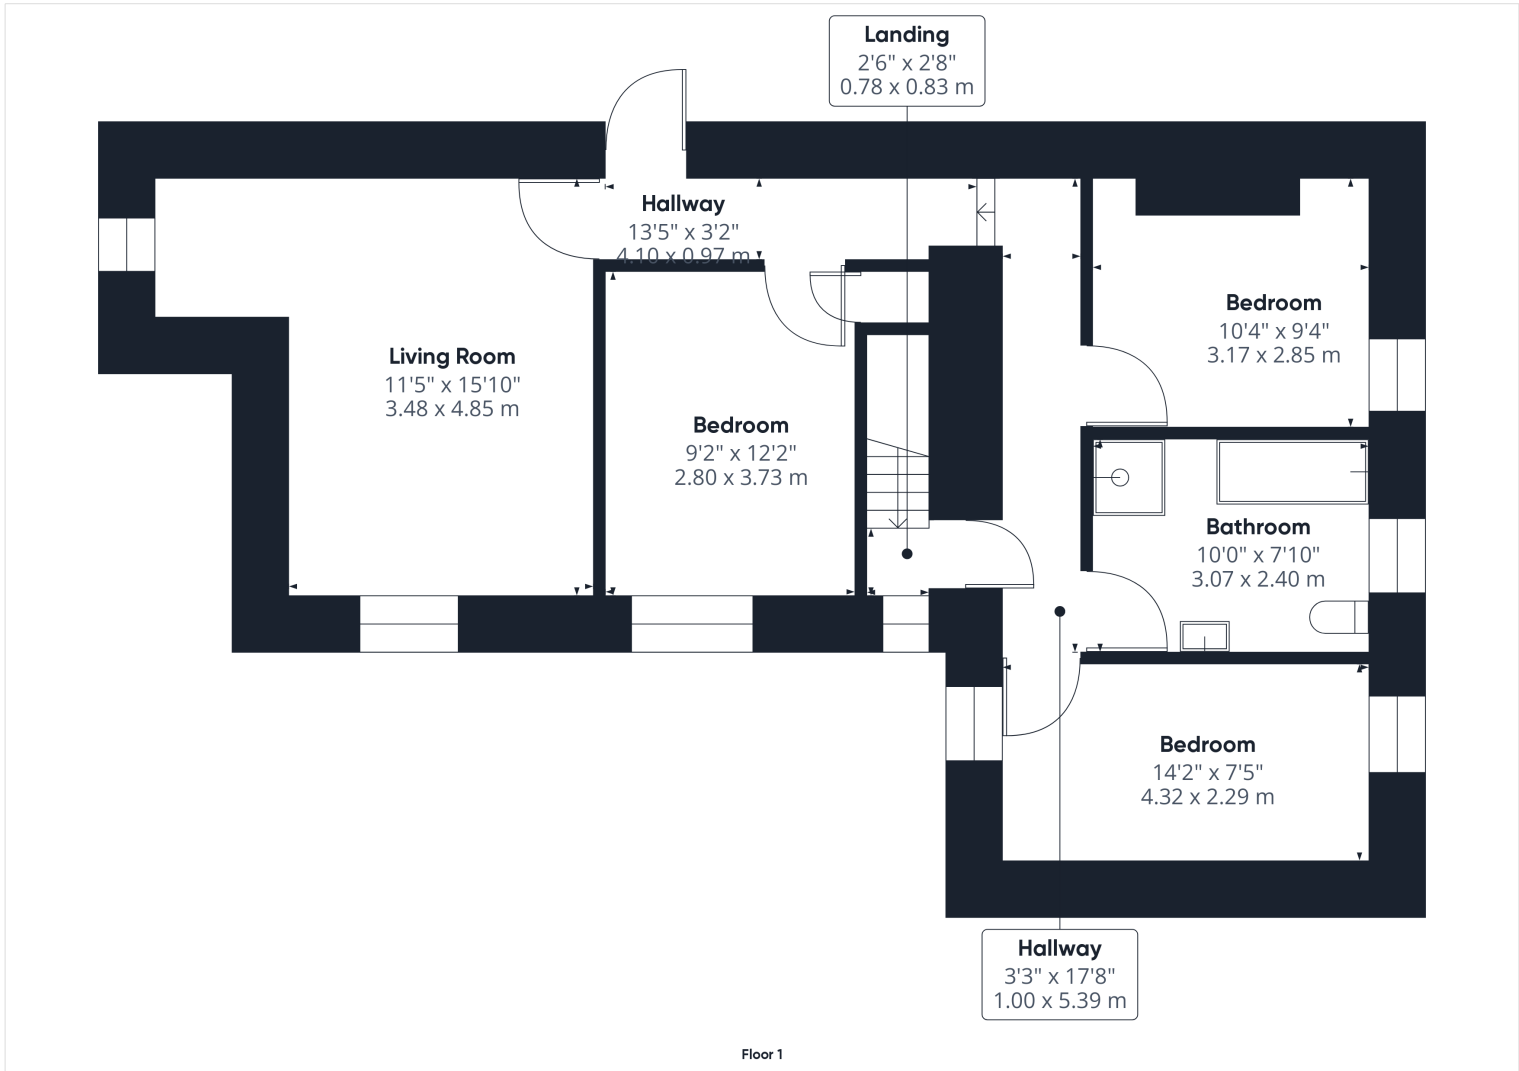 Landing
2'6" x 2'8"
0.78 x 0.83 m
Hallway
13'5" x 3'2"
4.10 x 0.97 m
Living Room
11'5" x 15'10"
3.48 x 4.85 m
Bedroom
9'2" x 12'2"
2.80 x 3.73 m
Bedroom
10'4" x 9'4"
3.17 x 2.85 m
Bathroom
10'0" x 7'10"
3.07 x 2.40 m
Bedroom
14'2" x 7'5"
4.32 x 2.29 m
Hallway
3'3" x 17'8"
1.00 x 5.39 m
Floor 1